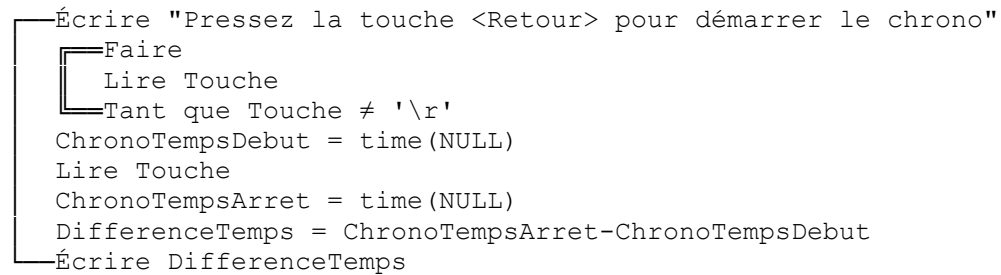 Écrire "Pressez la touche <Retour> pour démarrer le chrono"
Faire
Lire Touche
Tant que Touche ≠ '\r'
ChronoTempsDebut = time(NULL)
Lire Touche
ChronoTempsArret = time(NULL)
DifferenceTemps = ChronoTempsArret-ChronoTempsDebut
Écrire DifferenceTemps